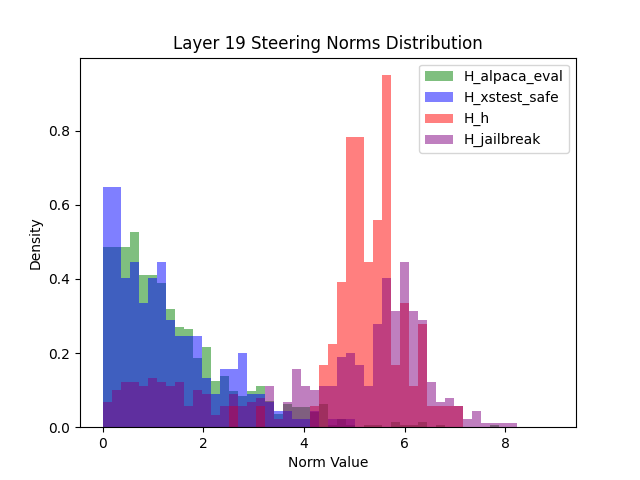 Layer 19 Steering Norms Distribution
H_alpaca_eval
H_xstest_safe
H_h
H_jailbreak
Density
0.8
0.6
0.4
0.2
0.0
0 2 4 6 8
Norm Value